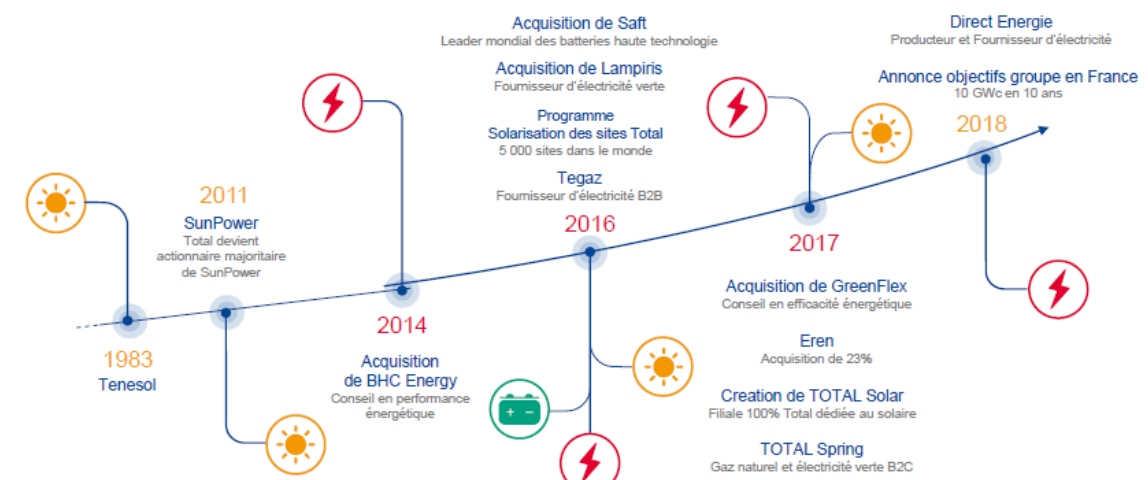 1983
Tenesol
2011
SunPower
Total devient
actionnaire majoritaire
de SunPower
2014
Acquisition
de BHC Energy
Conseil en performance
énergétique
Acquisition de Saft
Leader mondial des batteries haute technologie
Acquisition de Lampiris
Fournisseur d'électricité verte
Programme
Solarisation des sites Total
5 000 sites dans le monde
Tegaz
Fournisseur d'électricité B2B
2016
+ −
2017
Acquisition de GreenFlex
Conseil en efficacité énergétique
Eren
Acquisition de 23%
Creation de TOTAL Solar
Filiale 100% Total dédiée au solaire
TOTAL Spring
Gaz naturel et électricité verte B2C
Direct Energie
Producteur et Fournisseur d'électricité
Annonce objectifs groupe en France
10 GWc en 10 ans
2018